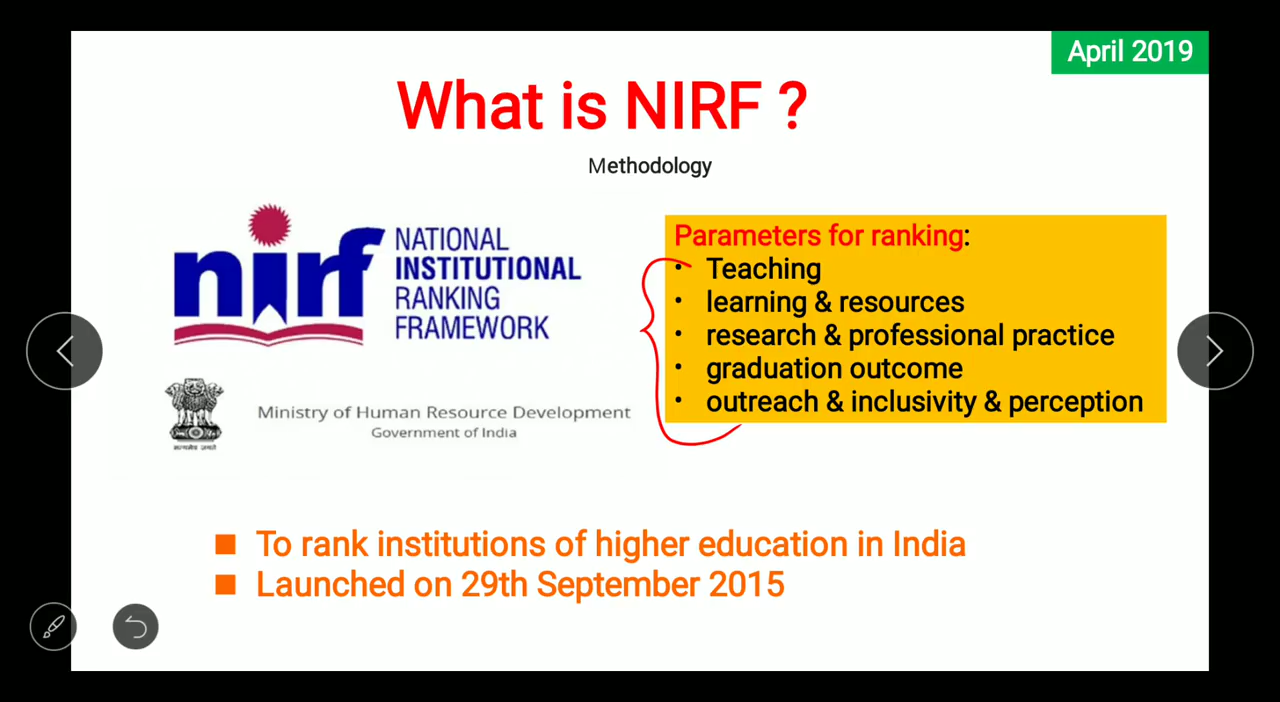 April 2019
What is NIRF ?
Methodology
nirf
NATIONAL
INSTITUTIONAL
RANKING
FRAMEWORK
Ministry of Human Resource Development
Government of India
Parameters for ranking:
• Teaching
• learning & resources
• research & professional practice
• graduation outcome
• outreach & inclusivity & perception
■ To rank institutions of higher education in India
■ Launched on 29th September 2015